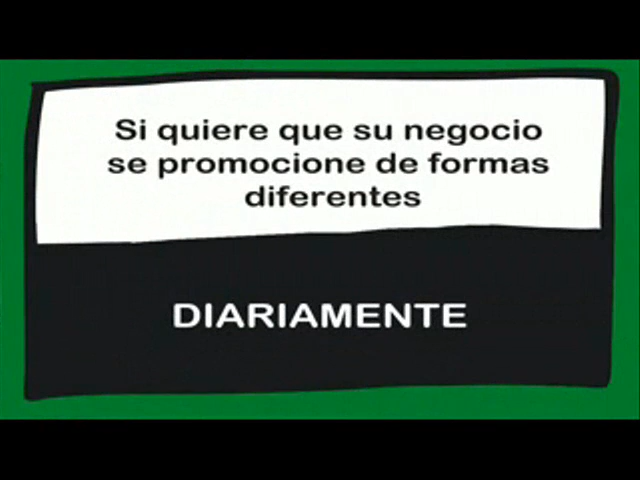 Si quiere que su negocio
se promocione de formas
diferentes
DIARIAMENTE